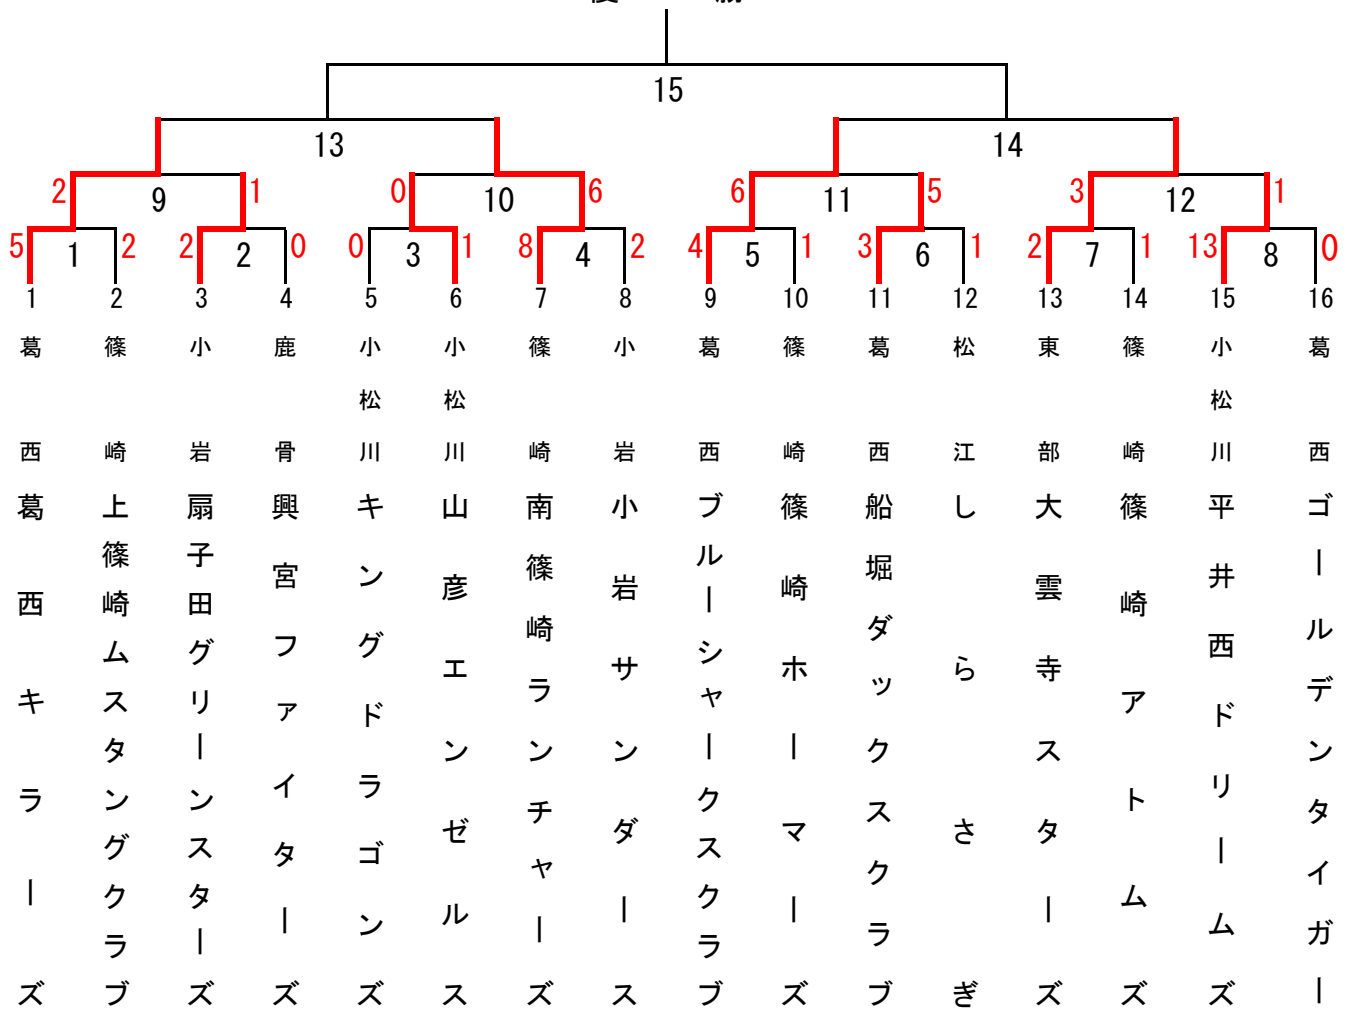 15
13
14
2
9
1
0
10
6
6
11
5
3
12
1
5
1
2
2
2
0
0
3
1
8
4
2
4
5
1
3
6
1
2
7
1
13
8
0
1
2
3
4
5
6
7
8
9
10
11
12
13
14
15
16
葛西
篠崎
小岩
鹿骨
小松川
小松川
篠崎
小岩
葛西
篠崎
葛西
松江
東部
篠崎
小松川
葛西
葛西キラーズ
上篠崎ムスタングクラブ
扇子田グリーンスターズ
興宮ファイターズ
キングドラゴンズ
山彦エンゼルス
南篠崎ランチャーズ
小岩サンダース
ブルーシャークスクラブ
篠崎ホーマーズ
船堀ダックスクラブ
しらさぎ
大雲寺スターズ
篠崎アトムズ
平井西ドリームズ
ゴールデンタイガー